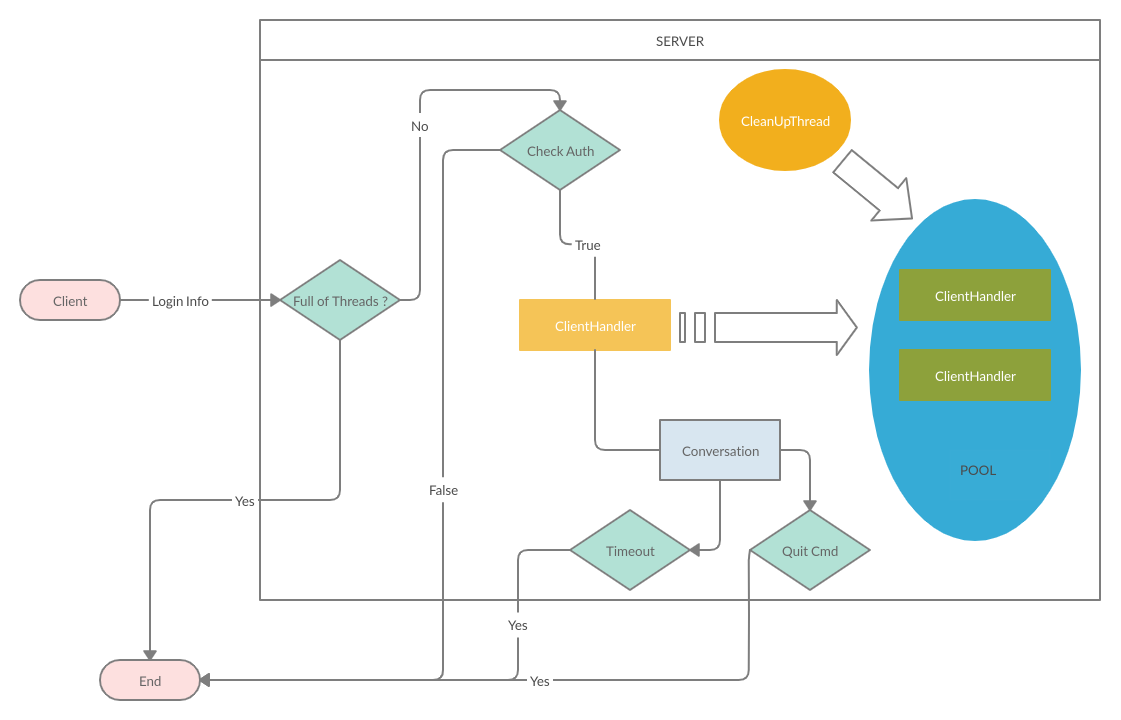 SERVER
CleanUpThread
No
Check Auth
True
Client
Login Info
Full of Threads ?
ClientHandler
ClientHandler
ClientHandler
Conversation
POOL
False
Yes
Timeout
Quit Cmd
Yes
End
Yes